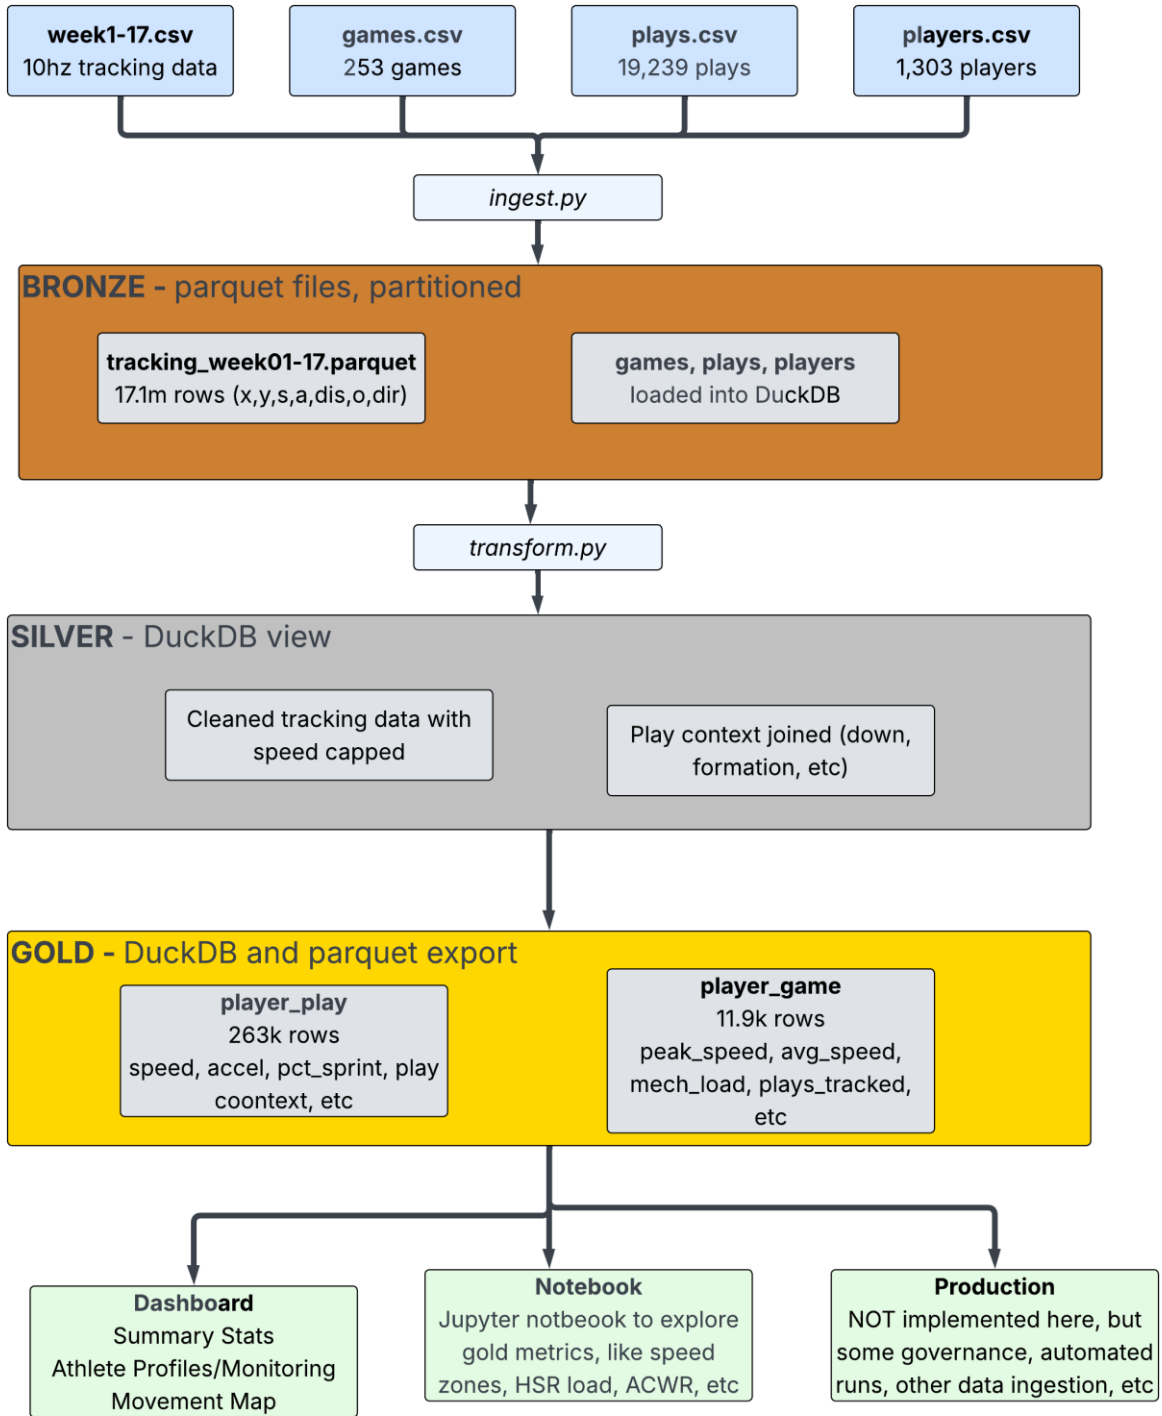 week1-17.csv
10hz tracking data
games.csv
253 games
plays.csv
19,239 plays
players.csv
1,303 players
ingest.py
BRONZE - parquet files, partitioned
tracking_week01-17.parquet
17.1m rows (x,y,s,a,dis,o,dir)
games, plays, players
loaded into DuckDB
transform.py
SILVER - DuckDB view
Cleaned tracking data with
speed capped
Play context joined (down,
formation, etc)
GOLD - DuckDB and parquet export
player_play
263k rows
speed, accel, pct_sprint, play
coontext, etc
player_game
11.9k rows
peak_speed, avg_speed,
mech_load, plays_tracked,
etc
Dashboard
Summary Stats
Athlete Profiles/Monitoring
Movement Map
Notebook
Jupyter notbeook to explore
gold metrics, like speed
zones, HSR load, ACWR, etc
Production
NOT implemented here, but
some governance, automated
runs, other data ingestion, etc